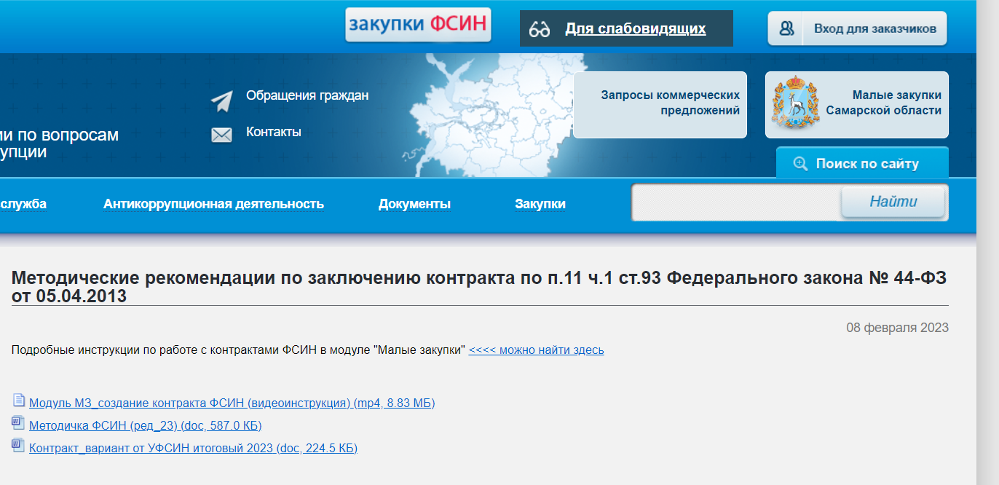 закупки ФСИН
Для слабовидящих
Вход для заказчиков
Обращения граждан
Контакты
Запросы коммерческих
предложений
Малые закупки
Самарской области
ии по вопросам
упции
Поиск по сайту
служба
Антикоррупционная деятельность
Документы
Закупки
Найти
Методические рекомендации по заключению контракта по п.11 ч.1 ст.93 Федерального закона № 44-ФЗ
от 05.04.2013
08 февраля 2023
Подробные инструкции по работе с контрактами ФСИН в модуле "Малые закупки" <<<< можно найти здесь
Модуль МЗ_создание контракта ФСИН (видеоинструкция) (mp4, 8.83 МБ)
Методичка ФСИН (ред_23) (doc, 587.0 КБ)
Контракт_вариант от УФСИН итоговый 2023 (doc, 224.5 КБ)